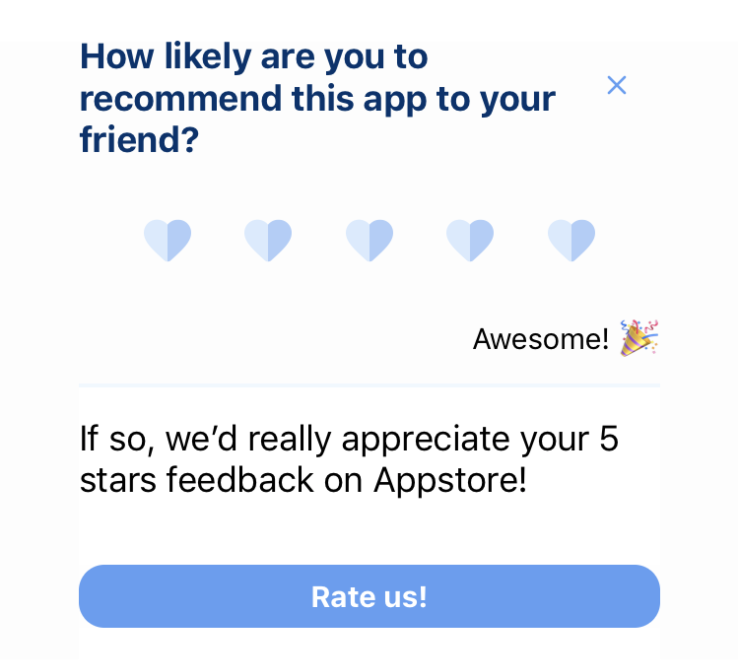 How likely are you to
recommend this app to your
friend?
Awesome! 🎉
If so, we’d really appreciate your 5
stars feedback on Appstore!
Rate us!